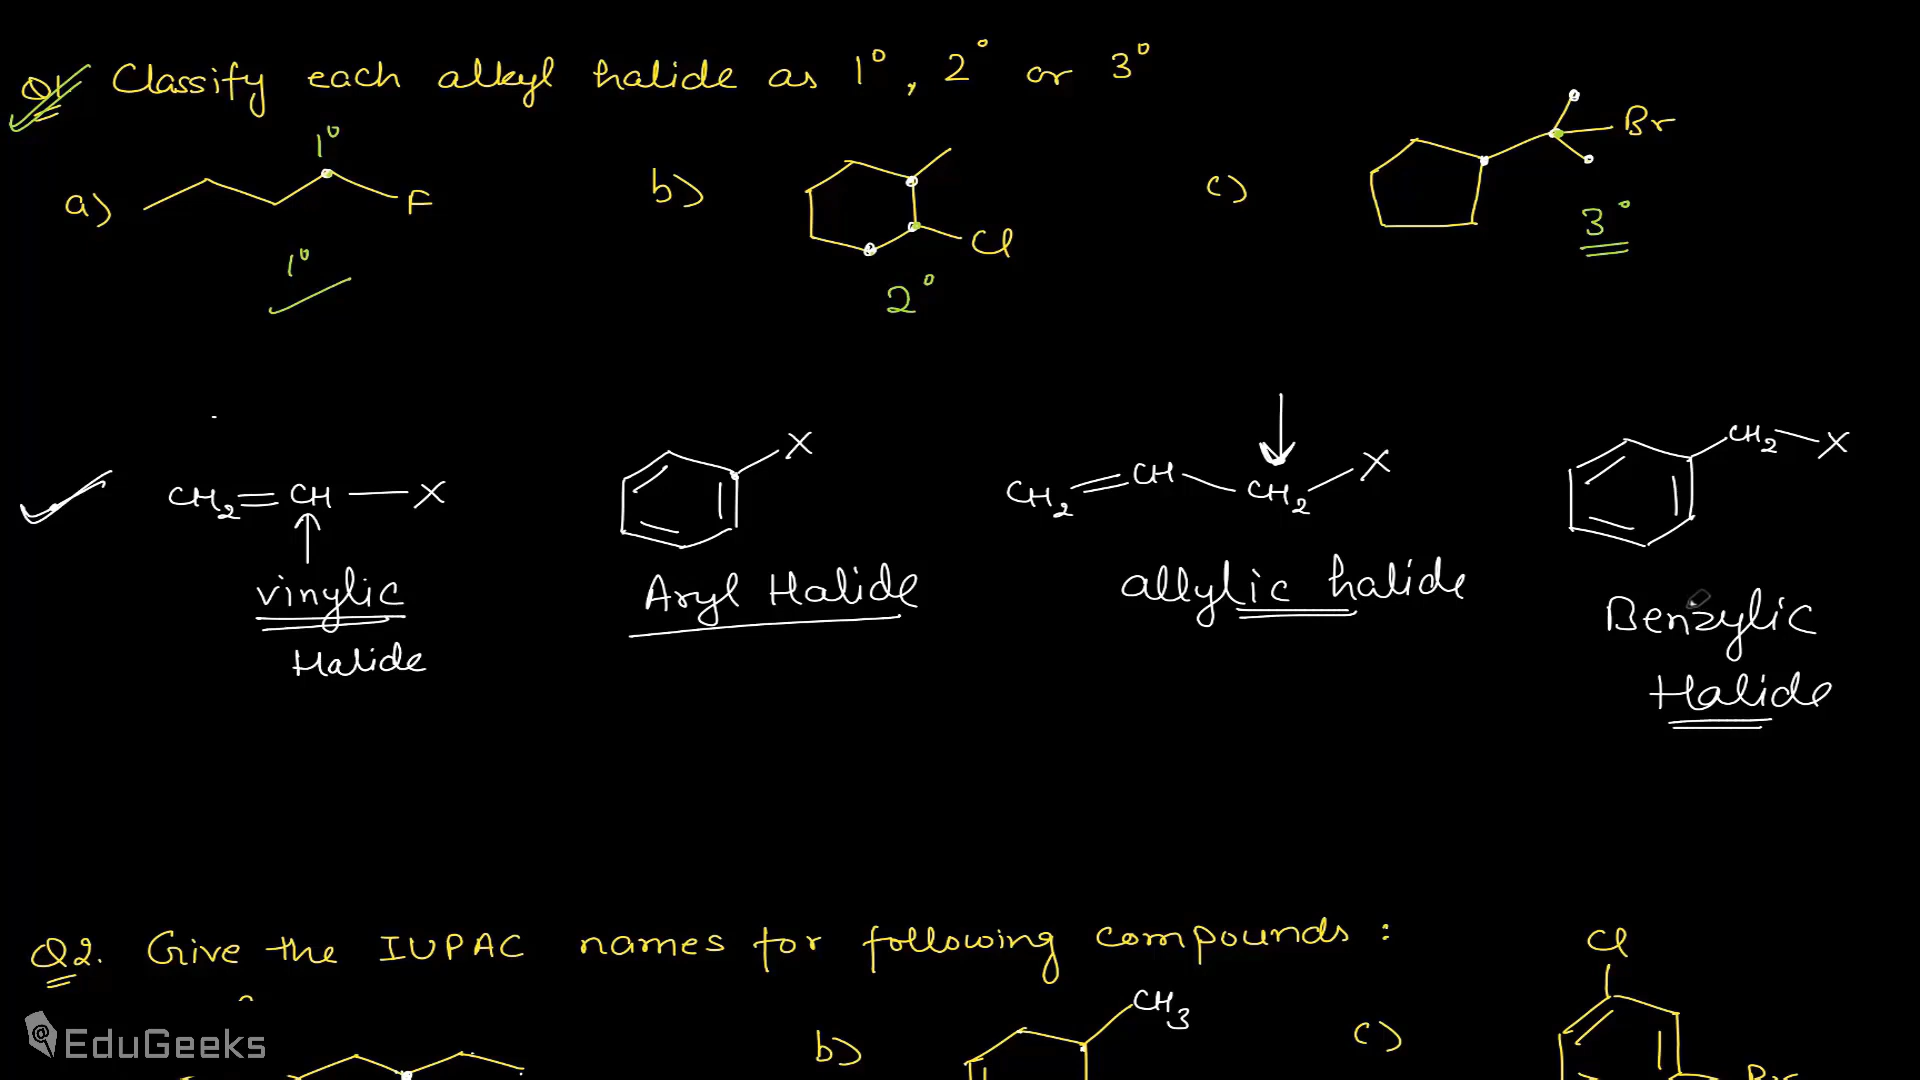 Q1 Classify each alkyl halide as 1°, 2° or 3°
a) 1° F
1°
b) Cl
2°
c) Br
3°
CH2=CH—X
vinylic
Halide
X
Aryl Halide
CH2=CH—CH2—X
allylic halide
CH2—X
Benzylic
Halide
Q2. Give the IUPAC names for following compounds :
b) CH3
c) Cl
Br
EduGeeks